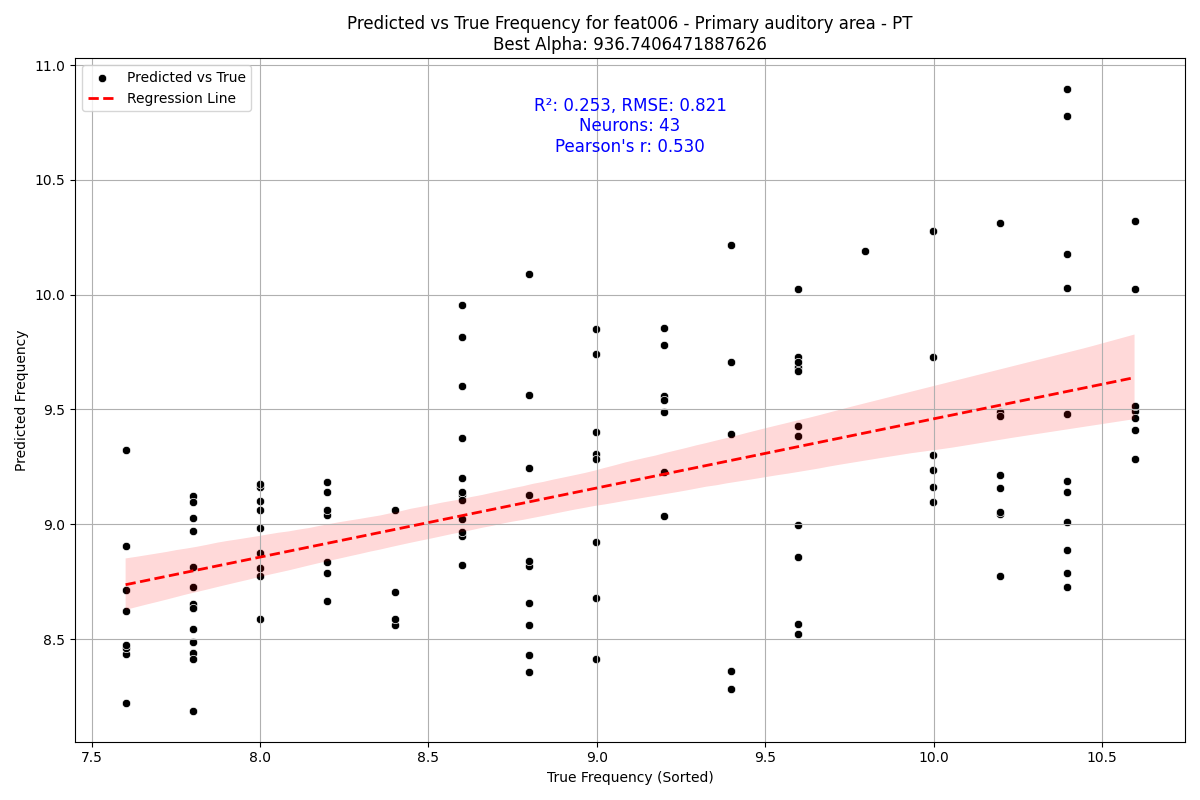 Predicted vs True Frequency for feat006 - Primary auditory area - PT
Best Alpha: 936.7406471887626
Predicted vs True
Regression Line
R²: 0.253, RMSE: 0.821
Neurons: 43
Pearson's r: 0.530
Predicted Frequency
11.0
10.5
10.0
9.5
9.0
8.5
7.5 8.0 8.5 9.0 9.5 10.0 10.5
True Frequency (Sorted)